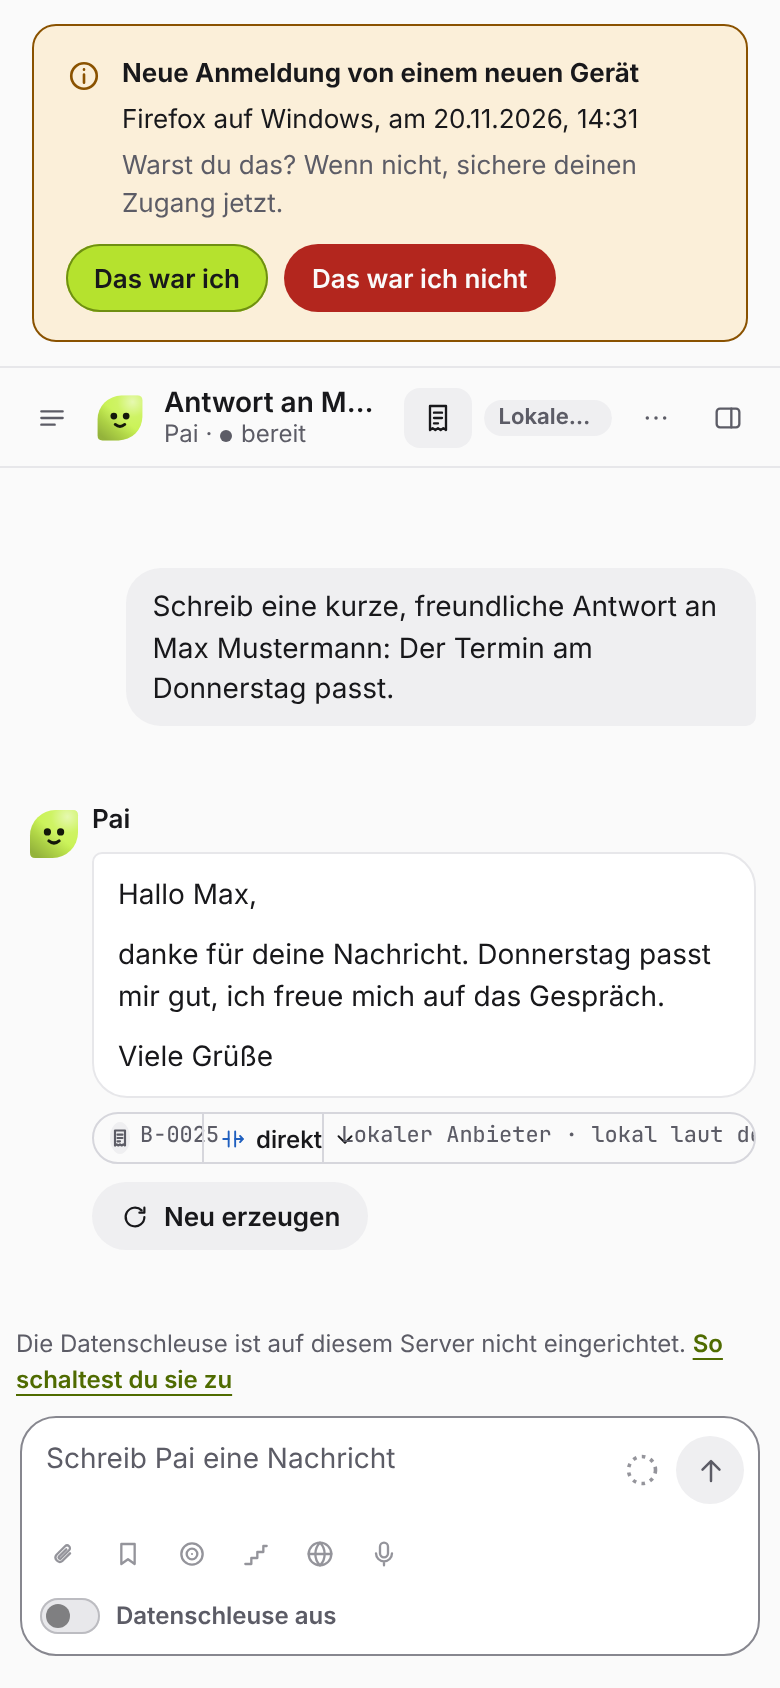 Neue Anmeldung von einem neuen Gerät
Firefox auf Windows, am 20.11.2026, 14:31
Warst du das? Wenn nicht, sichere deinen
Zugang jetzt.
Das war ich
Das war ich nicht
Antwort an M...
Pai · bereit
Lokale...
Schreib eine kurze, freundliche Antwort an
Max Mustermann: Der Termin am
Donnerstag passt.
Pai
Hallo Max,
danke für deine Nachricht. Donnerstag passt
mir gut, ich freue mich auf das Gespräch.
Viele Grüße
B-0025 direkt Lokaler Anbieter · lokal laut
Neu erzeugen
Die Datenschleuse ist auf diesem Server nicht eingerichtet. So
schaltest du sie zu
Schreib Pai eine Nachricht
Datenschleuse aus